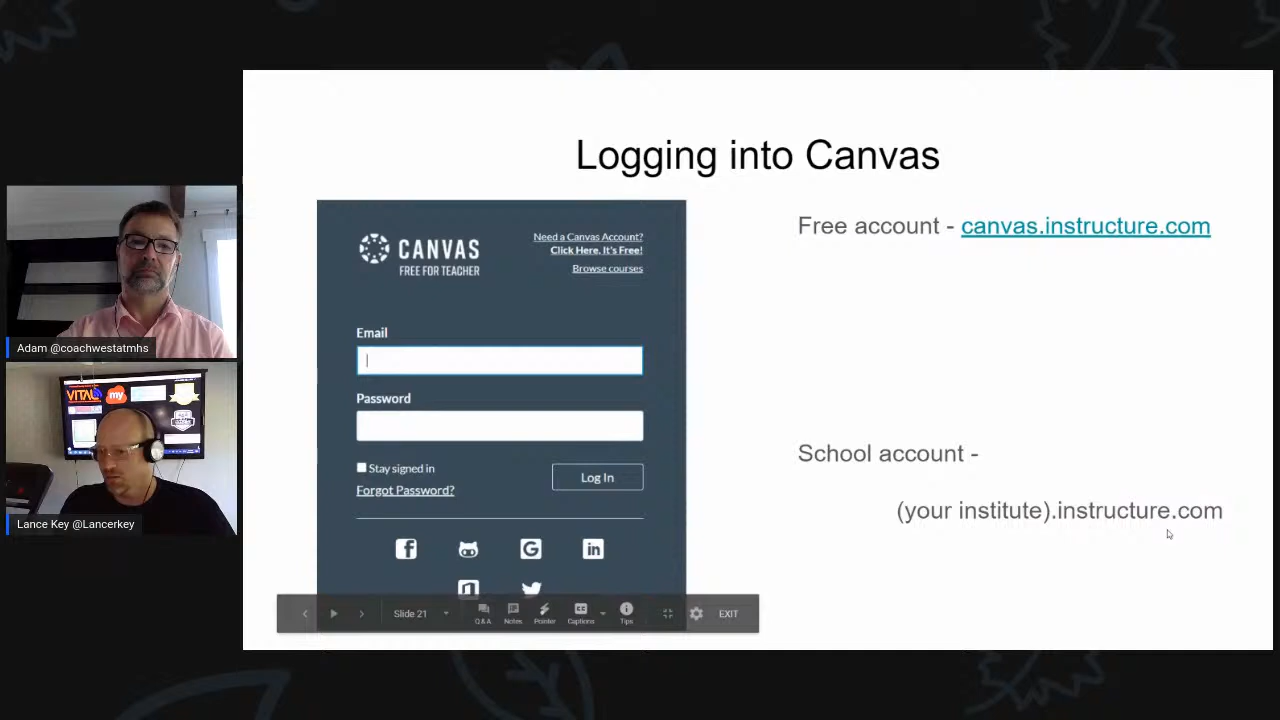 Logging into Canvas
CANVAS
FREE FOR TEACHER
Need a Canvas Account?
Click Here, It's Free!
Browse courses
Email
Password
Stay signed in
Forgot Password?
Log In
Free account - canvas.instructure.com
School account -
(your institute).instructure.com
Slide 21
Q&A
Notes
Pointer
Captions
Tips
EXIT
Adam @coachwestatmhs
VITAL
my
Lance Key @Lancerkey